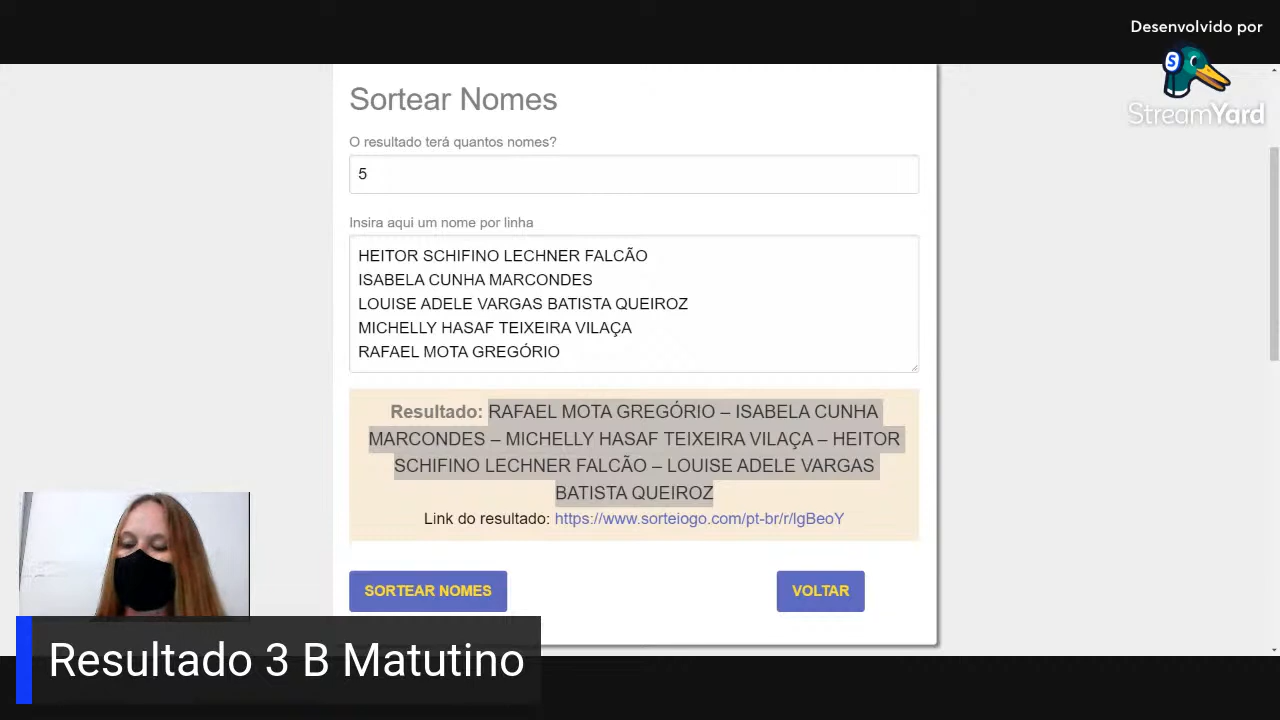 Desenvolvido por
S
StreamYard
Sortear Nomes
O resultado terá quantos nomes?
5
Insira aqui um nome por linha
HEITOR SCHIFINO LECHNER FALCÃO
ISABELA CUNHA MARCONDES
LOUISE ADELE VARGAS BATISTA QUEIROZ
MICHELLY HASAF TEIXEIRA VILAÇA
RAFAEL MOTA GREGÓRIO
Resultado: RAFAEL MOTA GREGÓRIO – ISABELA CUNHA
MARCONDES – MICHELLY HASAF TEIXEIRA VILAÇA – HEITOR
SCHIFINO LECHNER FALCÃO – LOUISE ADELE VARGAS
BATISTA QUEIROZ
Link do resultado: https://www.sorteiogo.com/pt-br/r/lgBeoY
SORTEAR NOMES
VOLTAR
Resultado 3 B Matutino